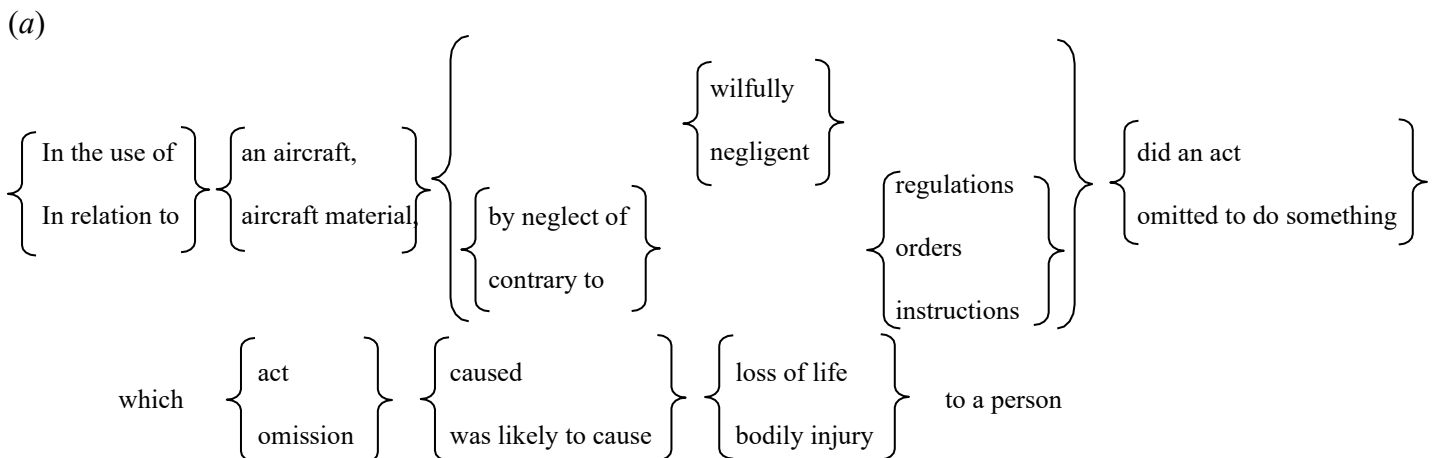 (a)
wilfully
negligent
In the use of an aircraft, did an act
In relation to aircraft material, by neglect of regulations omitted to do something
contrary to orders
instructions
act caused loss of life
which to a person
omission was likely to cause bodily injury